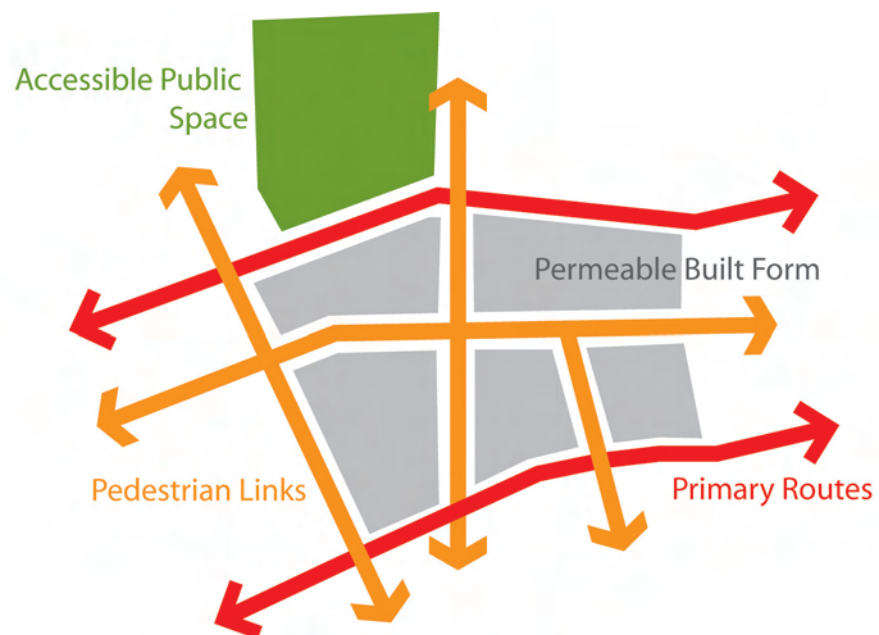 Accessible Public
Space
Permeable Built Form
Pedestrian Links
Primary Routes